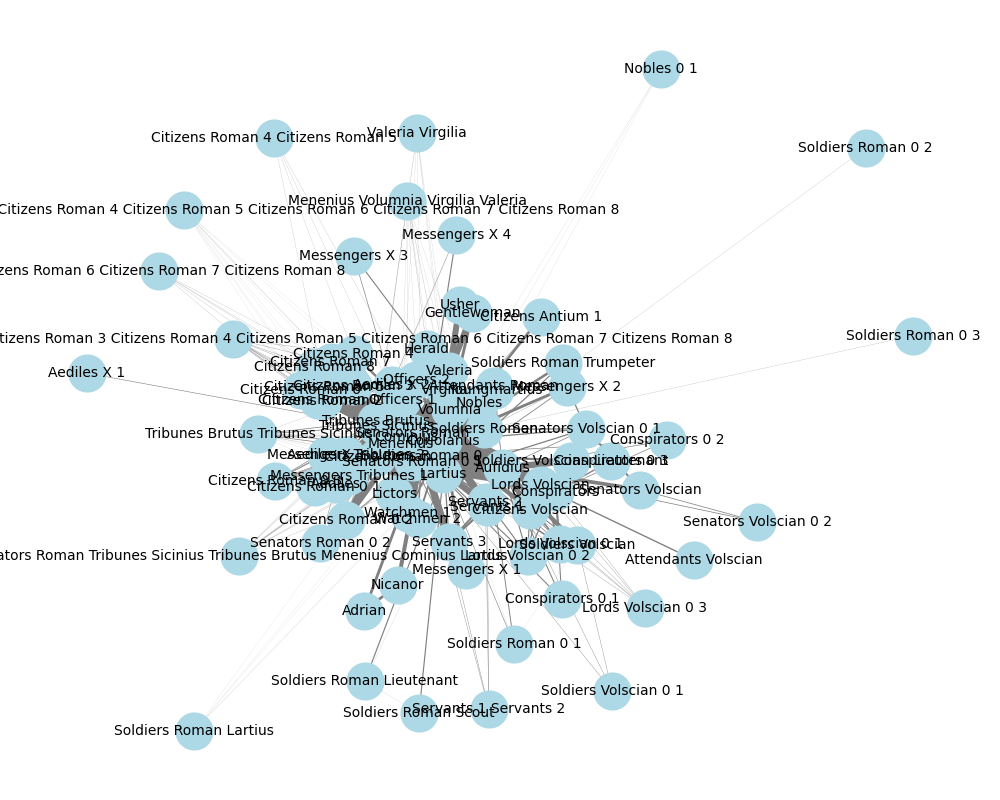 Nobles 0 1
Valeria Virgilia
Citizens Roman 4 Citizens Roman 5
Soldiers Roman 0 2
Menenius Volumnia Virgilia Valeria
Citizens Roman 4 Citizens Roman 5 Citizens Roman 6 Citizens Roman 7 Citizens Roman 8
Messengers X 4
Messengers X 3
Roman 6 Citizens Roman 7 Citizens Roman 8
Usher
Gentlewoman
Citizens Antium 1
Soldiers Roman 0 3
3 Citizens Roman 4 Citizens Roman 5 Citizens Roman 6 Citizens Roman 7 Citizens Roman 8
Herald
Citizens Roman 4
Citizens Roman 7
Citizens Roman 8
Soldiers Roman Trumpeter
Valeria
Aediles X 1
Officers 2
Messengers X 2
Attendants Roman
Youngmartius
Virgilia
Nobles
Volumnia
Officers 1
Tribunes Brutus
Tribunes Sicinius
Soldiers Roman
Senators Volscian 0 1
Tribunes Brutus Tribunes Sicinius
Senators Roman
Cominius
Coriolanus
Menenius
Conspirators 0 2
Conspirators 0 3
Senators Roman 0 1
Aufidius
Lartius
Messengers Tribunes 1
Citizens Roman 0 1
Lords Volscian
Conspirators
Senators Volscian
Lictors
Servants 2
Servants 1
Citizens Volscian
Watchmen 1
Watchmen 2
Citizens Roman 0 2
Senators Volscian 0 2
Senators Roman 0 2
Servants 3
Lords Volscian 0 1
Soldiers Volscian
Roman Tribunes Sicinius Tribunes Brutus Menenius Cominius Lartius
Lords Volscian 0 2
Attendants Volscian
Messengers X 1
Nicanor
Conspirators 0 1
Lords Volscian 0 3
Adrian
Soldiers Roman 0 1
Soldiers Roman Lieutenant
Soldiers Volscian 0 1
Servants 1 Servants 2
Soldiers Roman Scout
Soldiers Roman Lartius